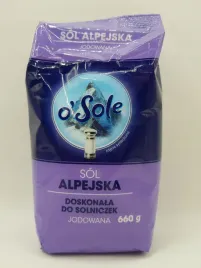 SÓL ALPEJSKA
JODOWANA
o'Sole
SÓL
ALPEJSKA
DOSKONAŁA
DO SOLNICZEK
JODOWANA 660 g